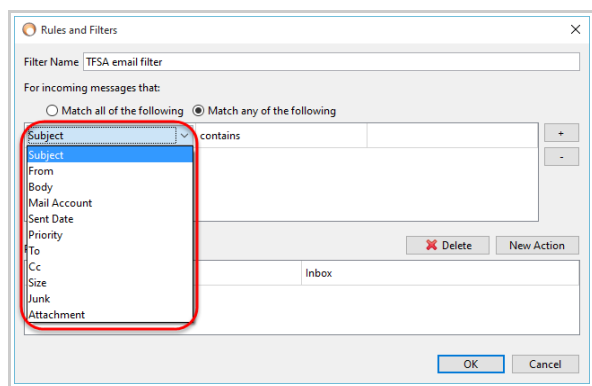 Rules and Filters
Filter Name TFSA email filter
For incoming messages that:
Match all of the following Match any of the following
Subject contains +
Subject -
From
Body
Mail Account
Sent Date
Priority
To Delete New Action
Cc Inbox
Size
Junk
Attachment
OK Cancel